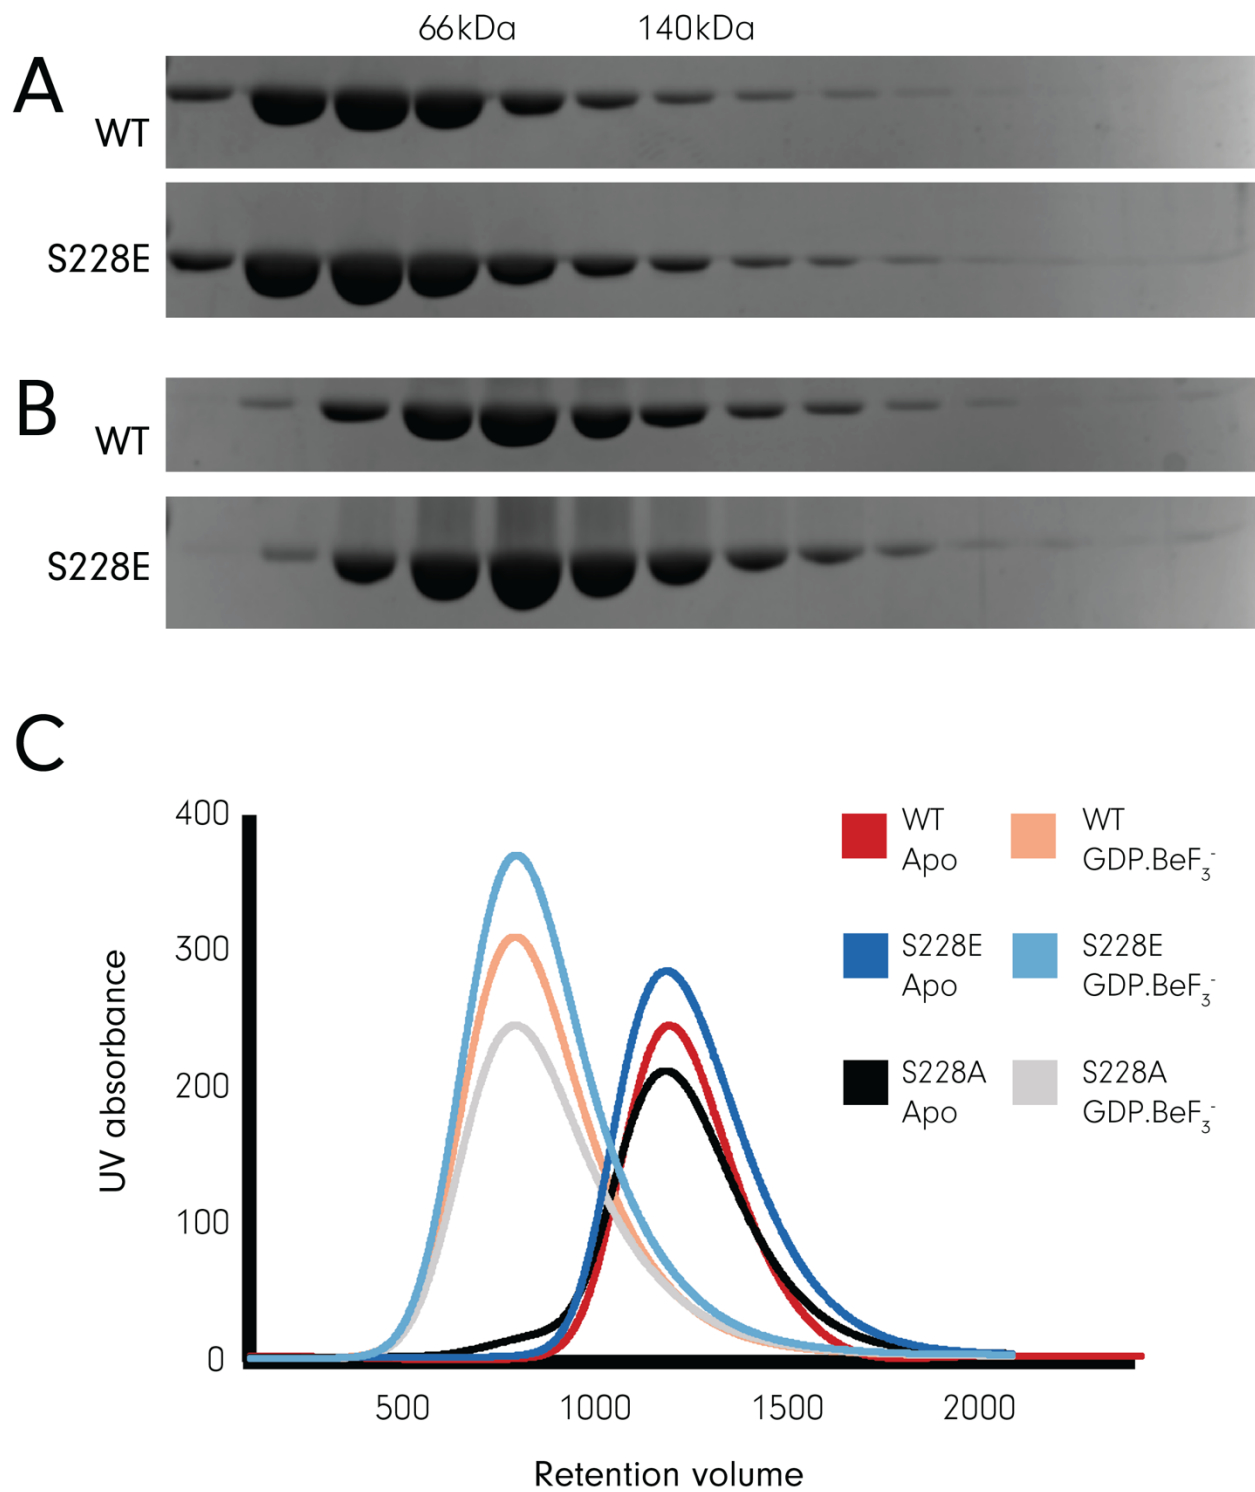 66kDa 140kDa
A
WT
S228E
B
WT
S228E
C
400
300
200
100
0
UV absorbance
500 1000 1500 2000
Retention volume
WT
Apo
WT
GDP.BeF₃⁻
S228E
Apo
S228E
GDP.BeF₃⁻
S228A
Apo
S228A
GDP.BeF₃⁻